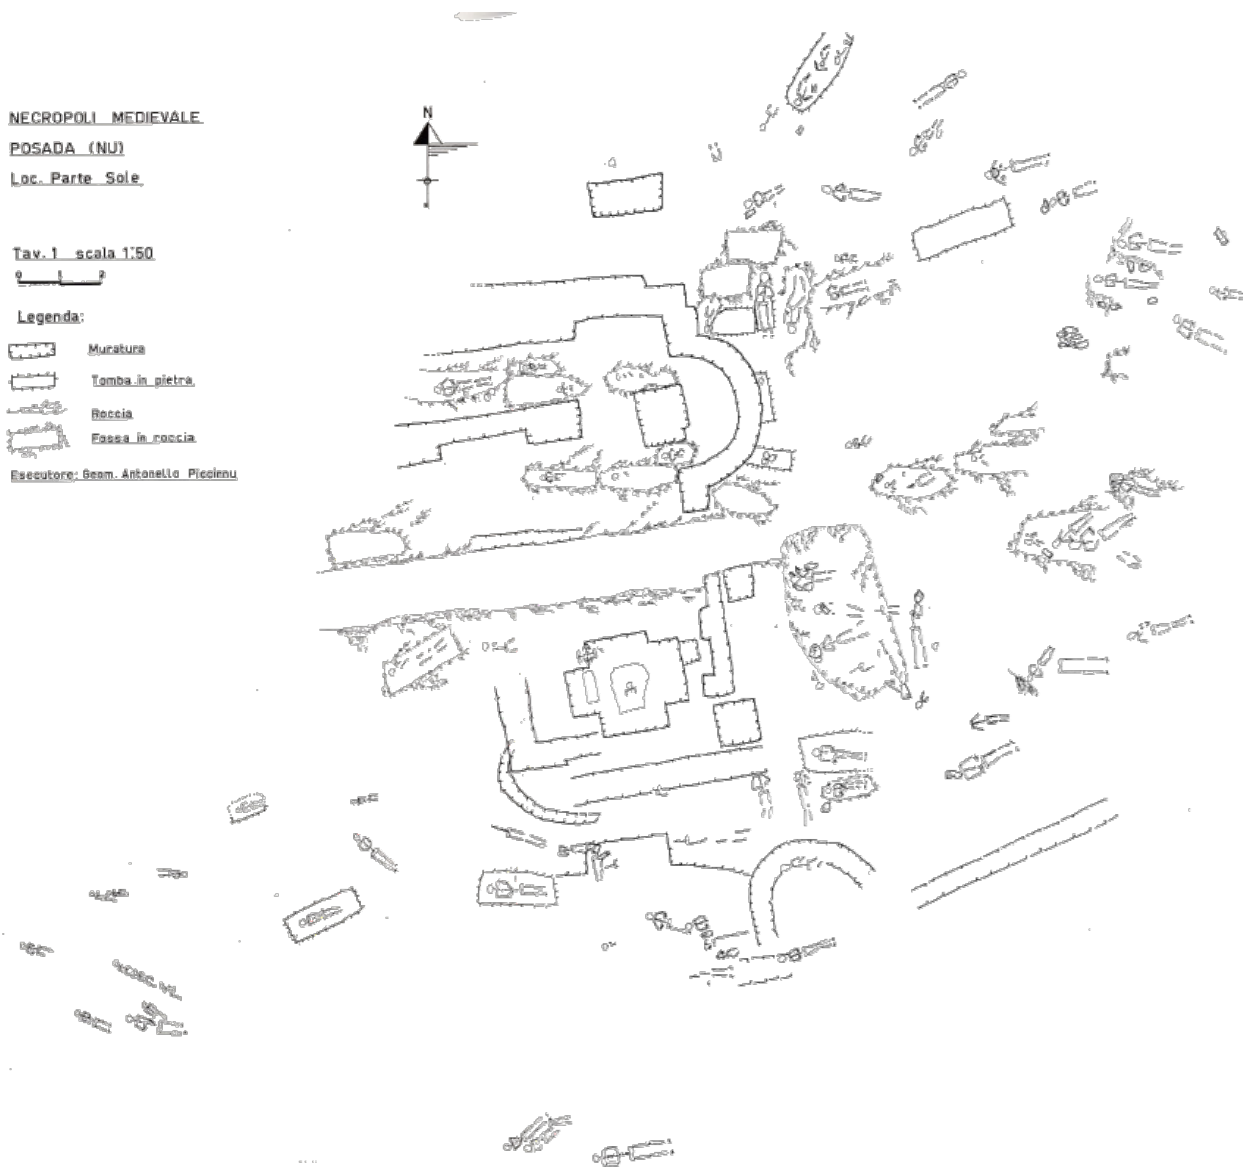 NECROPOLI MEDIEVALE
POSADA (NU)
Loc. Parte Sole
N
Tav. 1 scala 1:50
0 1 2
Legenda:
Muratura
Tomba in pietra
Roccia
Fossa in roccia
Esecutore: Geom. Antonello Piccinnu